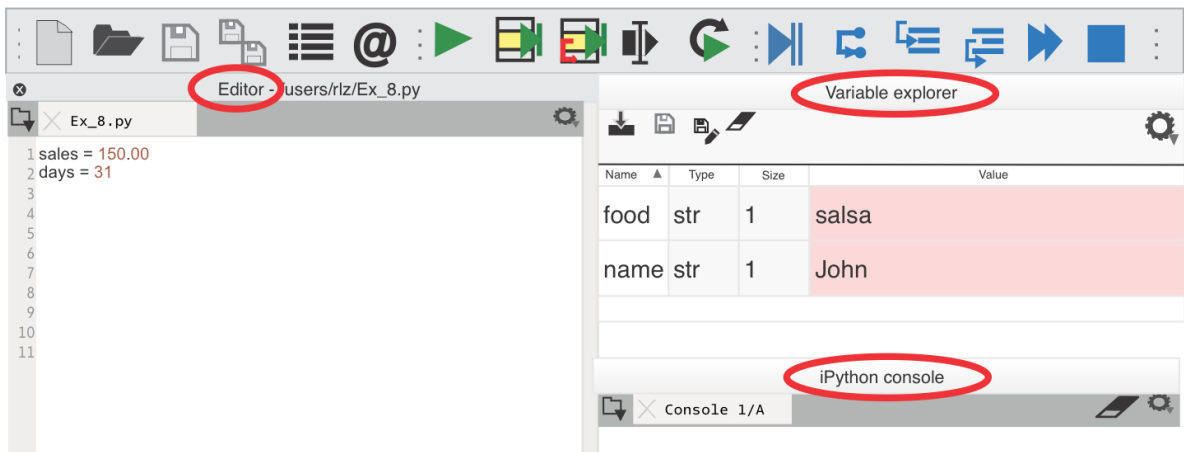 @
Editor - /users/rlz/Ex_8.py
Ex_8.py
1 sales = 150.00
2 days = 31
3
4
5
6
7
8
9
10
11
Variable explorer
Name Type Size Value
food str 1 salsa
name str 1 John
iPython console
Console 1/A